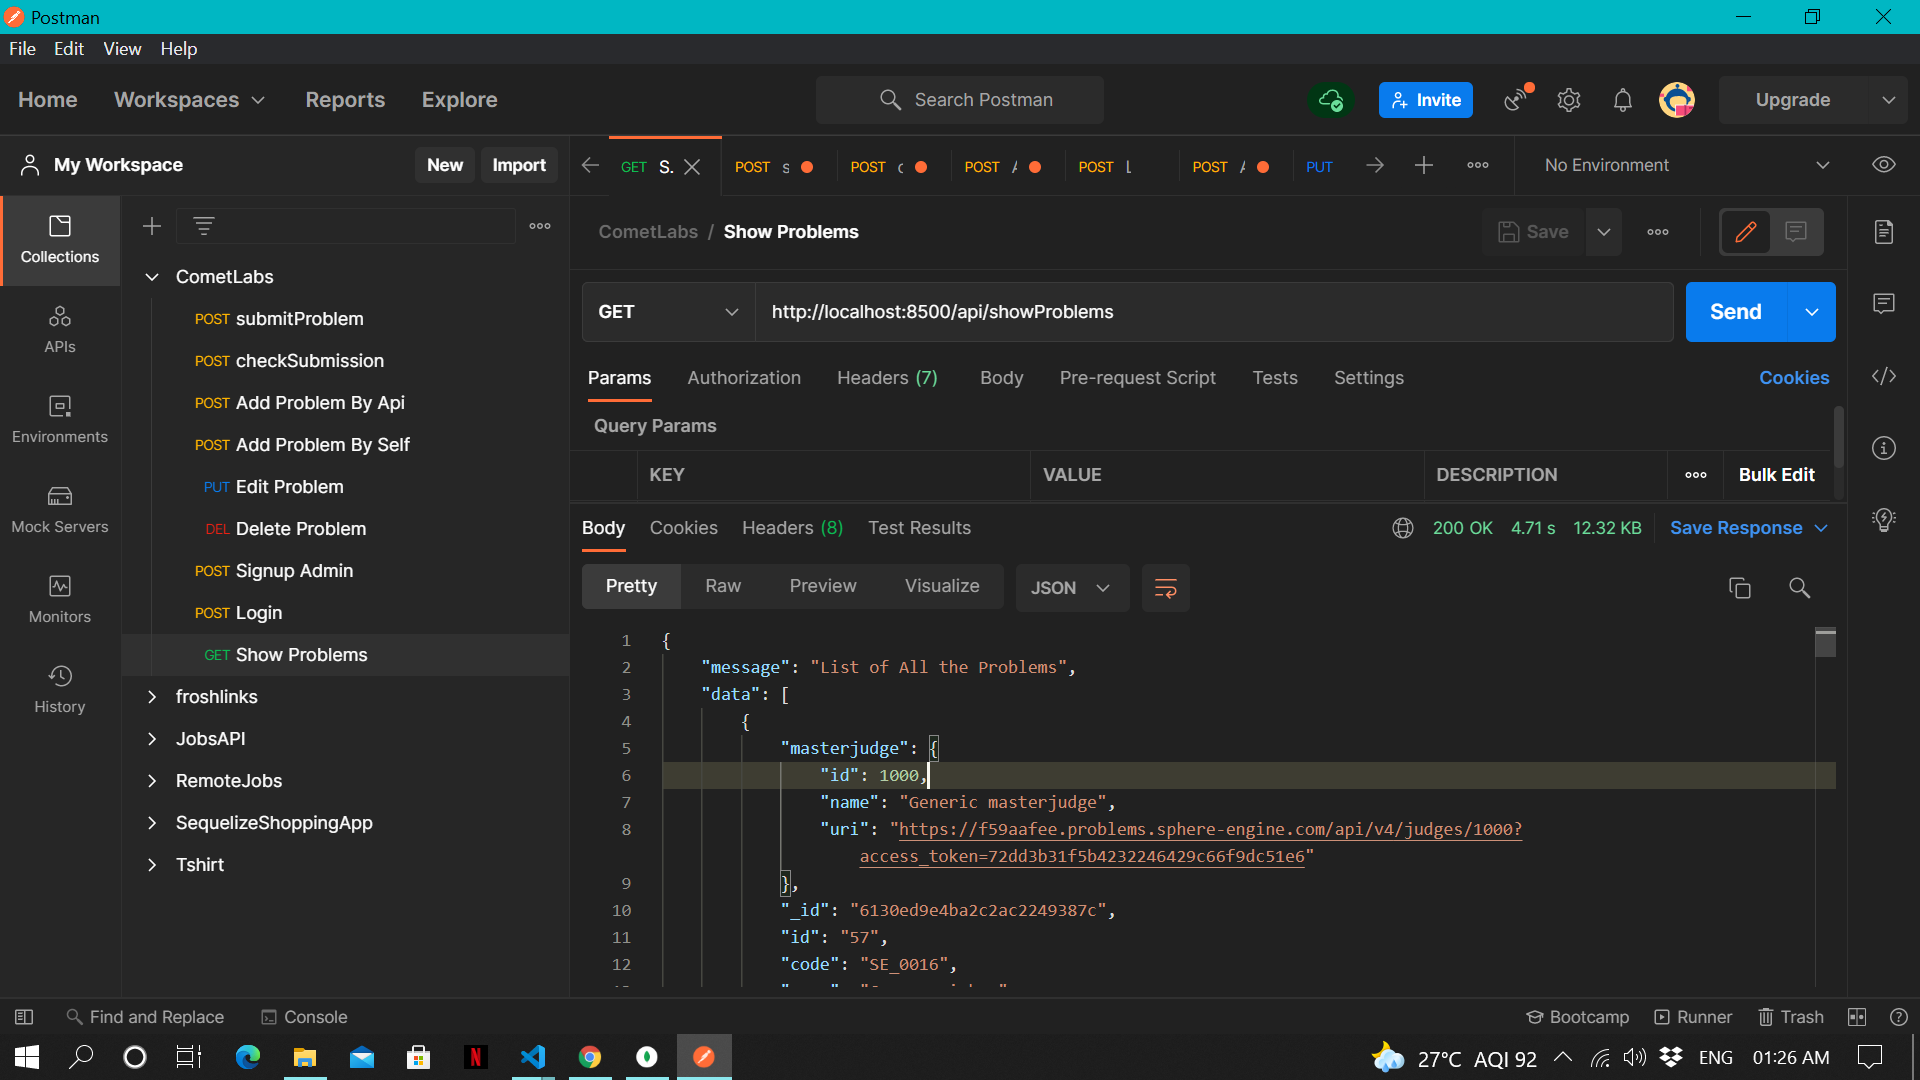 Postman
File Edit View Help
Home Workspaces Reports Explore Search Postman Invite Upgrade
My Workspace New Import
GET S. POST s POST c POST A POST L POST A PUT No Environment
Collections
APIs
Environments
Mock Servers
Monitors
History
CometLabs
POST submitProblem
POST checkSubmission
POST Add Problem By Api
POST Add Problem By Self
PUT Edit Problem
DEL Delete Problem
POST Signup Admin
POST Login
GET Show Problems
froshlinks
JobsAPI
RemoteJobs
SequelizeShoppingApp
Tshirt
CometLabs / Show Problems Save
GET http://localhost:8500/api/showProblems Send
Params Authorization Headers (7) Body Pre-request Script Tests Settings Cookies
Query Params
KEY VALUE DESCRIPTION Bulk Edit
Body Cookies Headers (8) Test Results 200 OK 4.71 s 12.32 KB Save Response
Pretty Raw Preview Visualize JSON
1 {
2 "message": "List of All the Problems",
3 "data": [
4 {
5 "masterjudge": {
6 "id": 1000,
7 "name": "Generic masterjudge",
8 "uri": "https://f59aafee.problems.sphere-engine.com/api/v4/judges/1000?
access_token=72dd3b31f5b4232246429c66f9dc51e6"
9 },
10 "_id": "6130ed9e4ba2c2ac2249387c",
11 "id": "57",
12 "code": "SE_0016",
Find and Replace Console Bootcamp Runner Trash
27°C AQI 92 ENG 01:26 AM